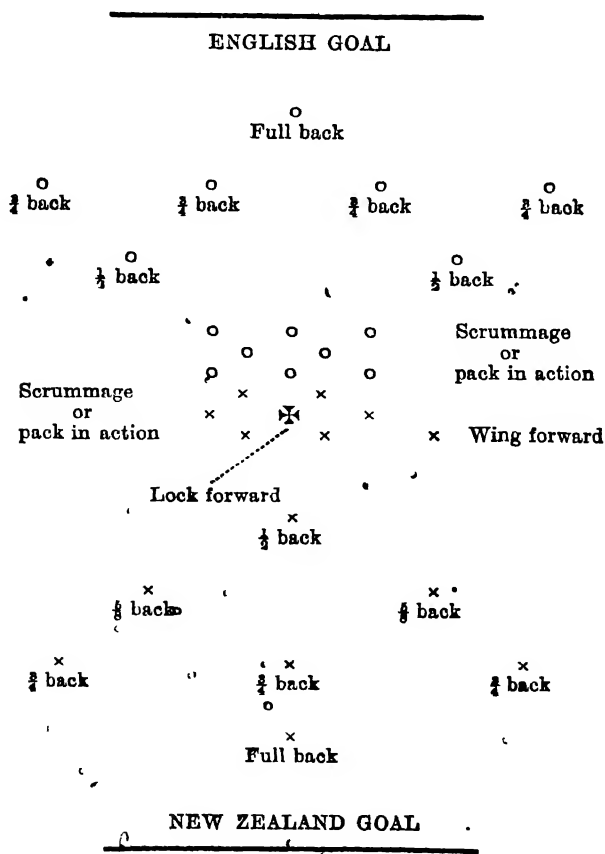 ENGLISH GOAL
o
Full back
o o o o
¾ back ¾ back ¾ back ¾ back
o o
½ back ½ back
o o o
o o
o o o
Scrummage
or
pack in action
× ×
Scrummage
or
pack in action
× ✠ ×
× × × Wing forward
Lock forward
×
½ back
× ×
⅝ back ⅝ back
× × ×
¾ back ¾ back ¾ back
o
×
Full back
NEW ZEALAND GOAL